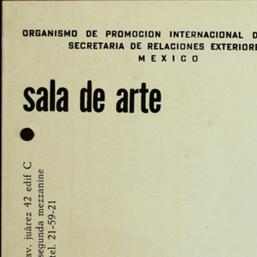 ORGANISMO DE PROMOCION INTERNACIONAL D
SECRETARIA DE RELACIONES EXTERIORE
MEXICO
sala de arte
av. juárez 42 edif C
segunda mezzanine
tel. 21-59-21